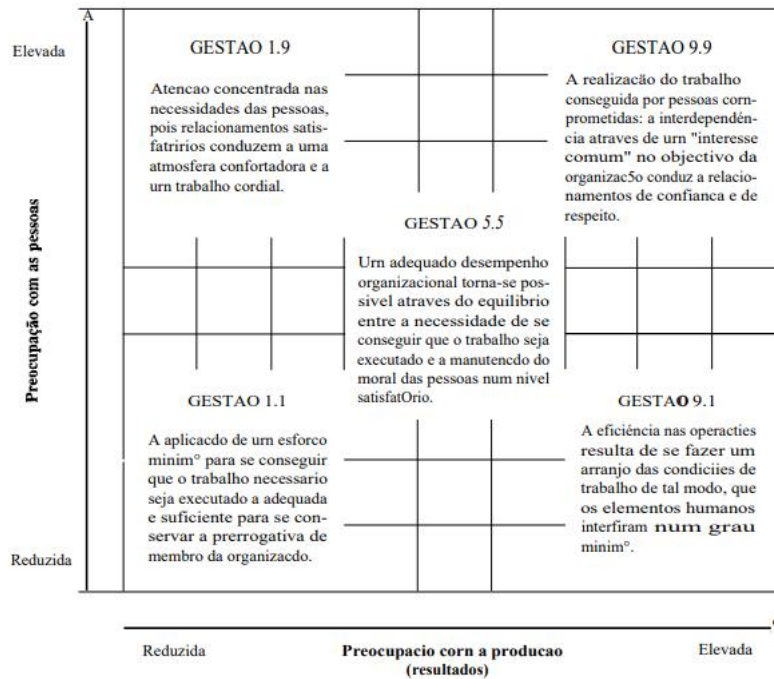 A
Elevada
GESTAO 1.9
Atencao concentrada nas
necessidades das pessoas,
pois relacionamentos satis-
fatririos conduzem a uma
atmosfera confortadora e a
urn trabalho cordial.
GESTAO 9.9
A realizacão do trabalho
conseguida por pessoas corn-
prometidas: a interdependén-
cia atraves de urn "interesse
comum" no objectivo da
organizac5o conduz a relacio-
namentos de confianca e de
respeito.
GESTAO 5.5
Urn adequado desempenho
organizacional torna-se pos-
sivel atraves do equilibrio
entre a necessidade de se
conseguir que o trabalho seja
executado e a manutencdo do
moral das pessoas num nivel
satisfatOrio.
Preocupação com as pessoas
GESTAO 1.1
A aplicacdo de urn esforco
minim° para se conseguir
que o trabalho necessario
seja executado a adequada
e suficiente para se con-
servar a prerrogativa de
membro da organizacdo.
GESTAO 9.1
A eficiéncia nas operacties
resulta de se fazer um
arranjo das condiciies de
trabalho de tal modo, que
os elementos humanos
interfiram num grau
minim°.
Reduzida
Reduzida
Preocupacio corn a producao
(resultados)
Elevada